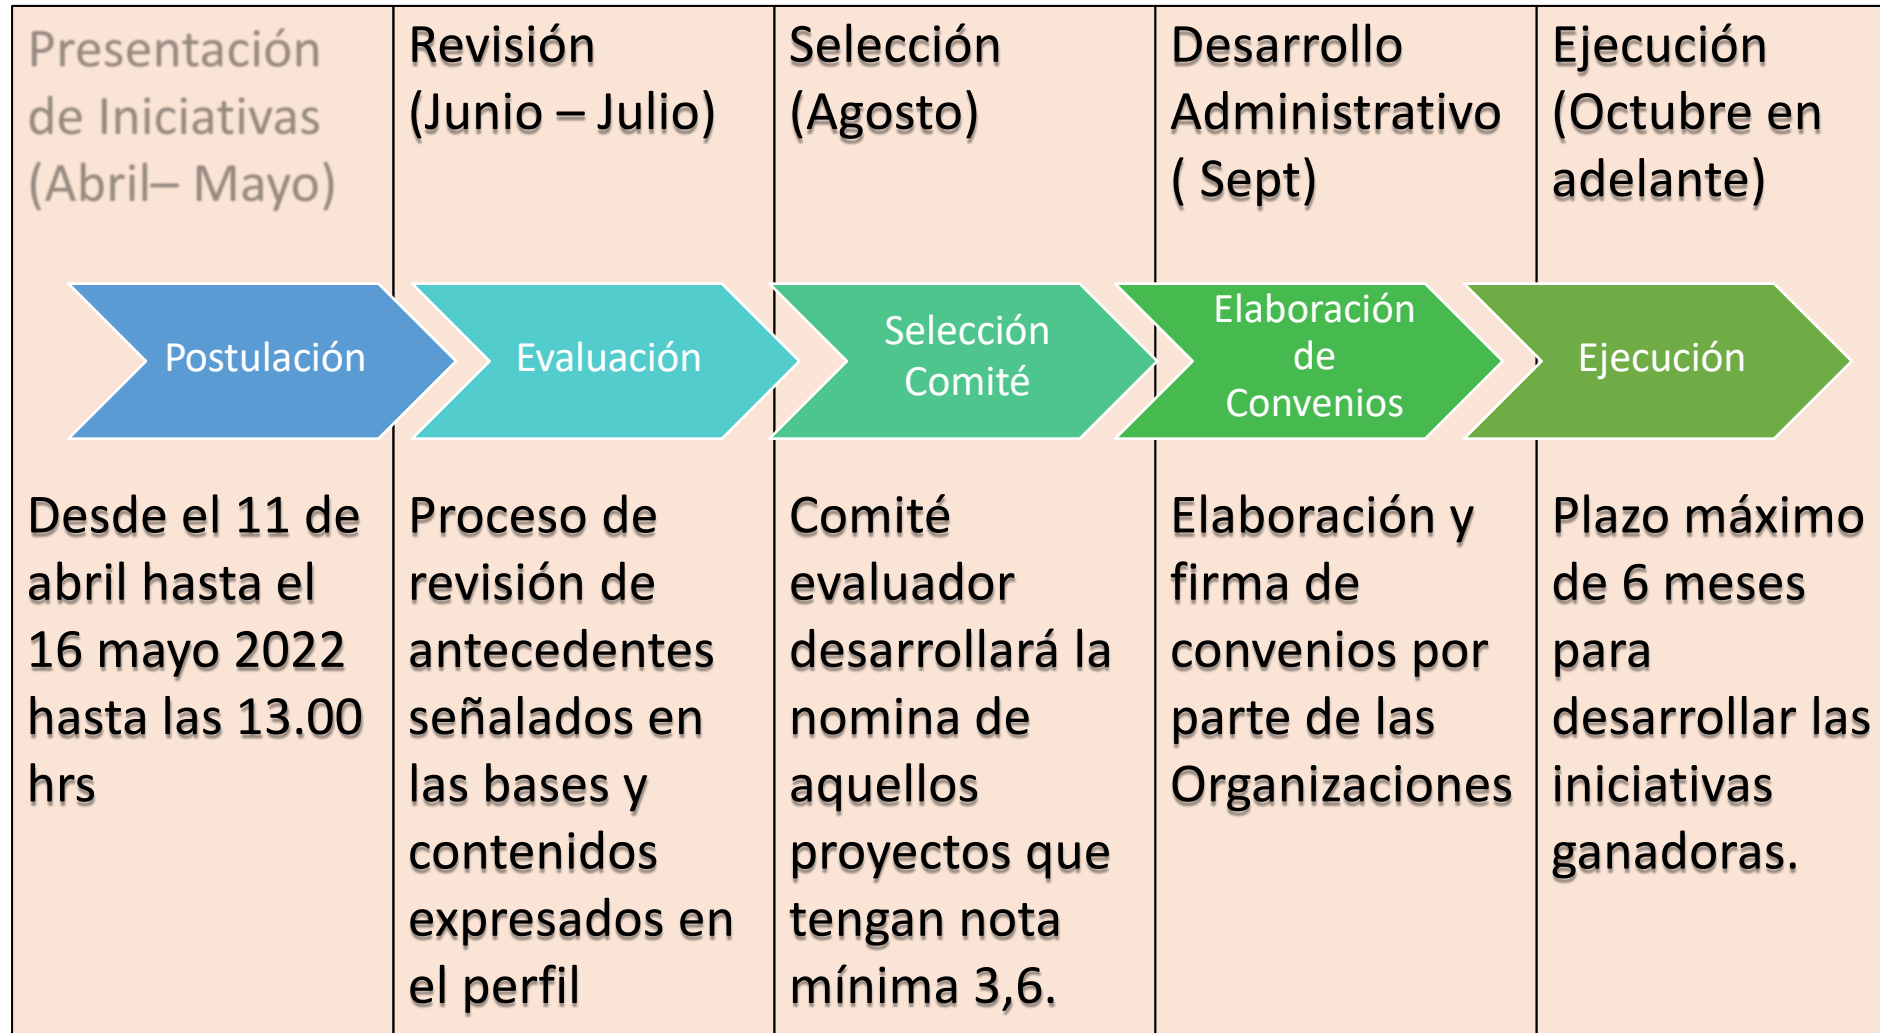 Presentación
de Iniciativas
(Abril– Mayo)
Revisión
(Junio – Julio)
Selección
(Agosto)
Desarrollo
Administrativo
( Sept)
Ejecución
(Octubre en
adelante)
Postulación
Evaluación
Selección
Comité
Elaboración
de
Convenios
Ejecución
Desde el 11 de
abril hasta el
16 mayo 2022
hasta las 13.00
hrs
Proceso de
revisión de
antecedentes
señalados en
las bases y
contenidos
expresados en
el perfil
Comité
evaluador
desarrollará la
nomina de
aquellos
proyectos que
tengan nota
mínima 3,6.
Elaboración y
firma de
convenios por
parte de las
Organizaciones
Plazo máximo
de 6 meses
para
desarrollar las
iniciativas
ganadoras.